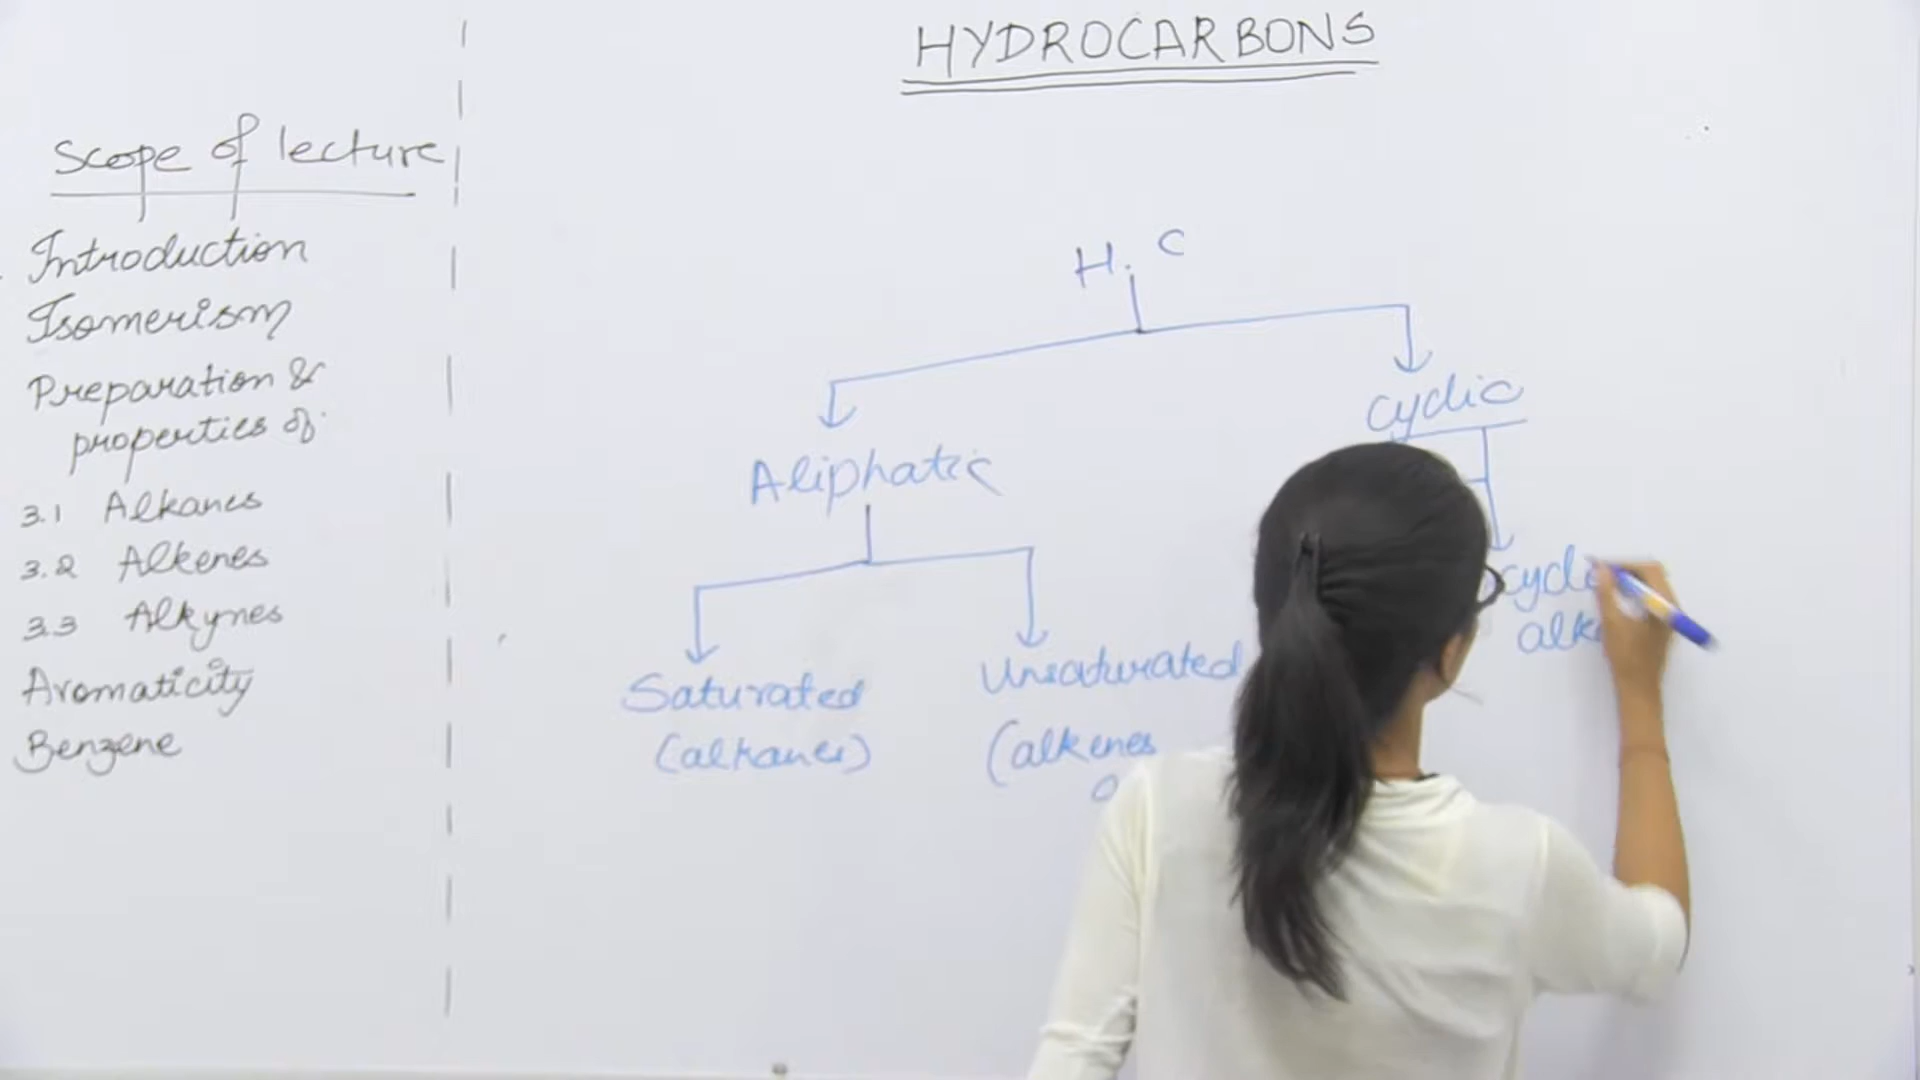 HYDROCARBONS
Scope of lecture
Introduction
Isomerism
Preparation &
properties of
3.1 Alkanes
3.2 Alkenes
3.3 Alkynes
Aromaticity
Benzene
H.C
Aliphatic
cyclic
Saturated
(alkanes)
Unsaturated
(alkenes